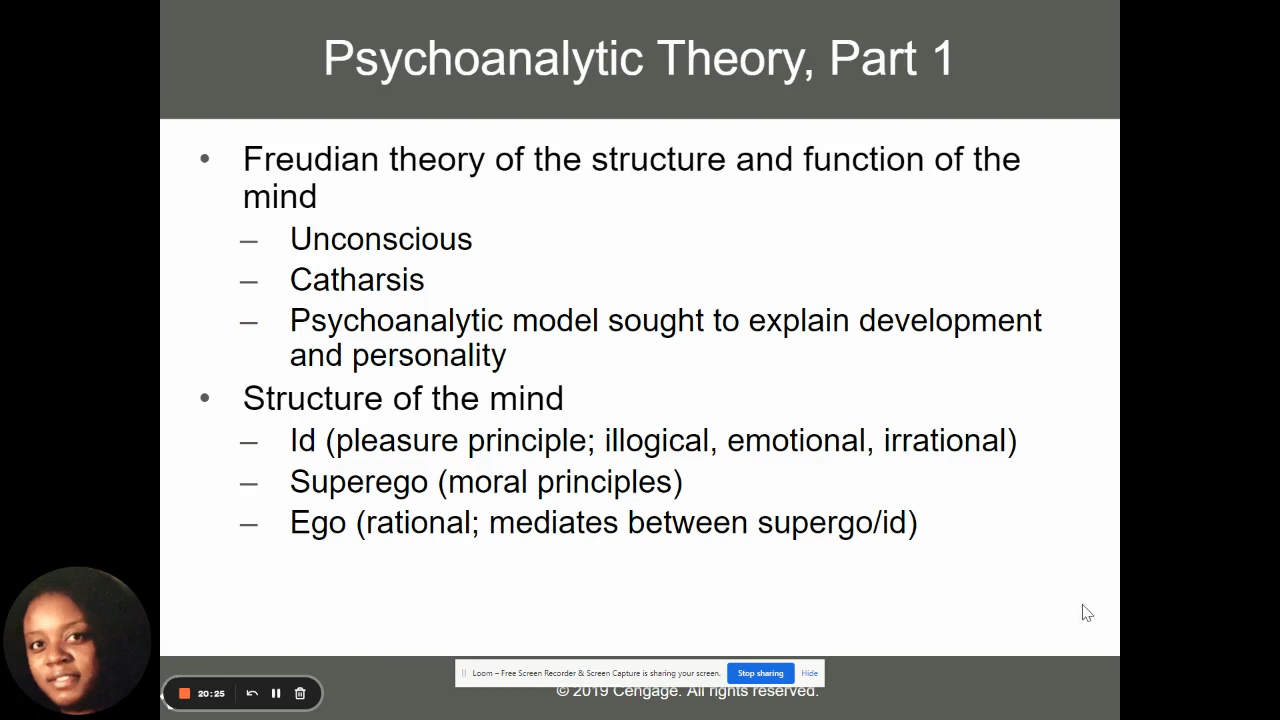 Psychoanalytic Theory, Part 1
• Freudian theory of the structure and function of the
mind
– Unconscious
– Catharsis
– Psychoanalytic model sought to explain development
and personality
• Structure of the mind
– Id (pleasure principle; illogical, emotional, irrational)
– Superego (moral principles)
– Ego (rational; mediates between supergo/id)
Loom – Free Screen Recorder & Screen Capture is sharing your screen. Stop sharing Hide
© 2019 Cengage. All rights reserved.
20:25